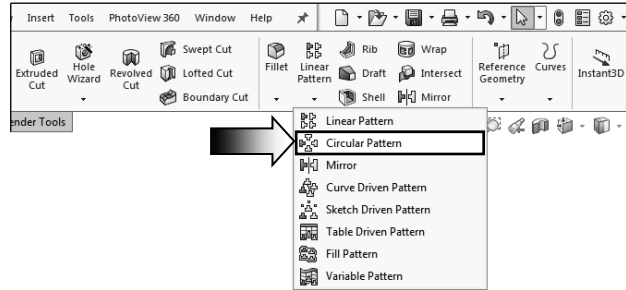 Insert Tools PhotoView 360 Window Help
Extruded Cut
Hole Wizard
Revolved Cut
Swept Cut
Lofted Cut
Boundary Cut
Fillet
Linear Pattern
Rib
Draft
Shell
Wrap
Intersect
Mirror
Reference Geometry
Curves
Instant3D
ender Tools
Linear Pattern
Circular Pattern
Mirror
Curve Driven Pattern
Sketch Driven Pattern
Table Driven Pattern
Fill Pattern
Variable Pattern